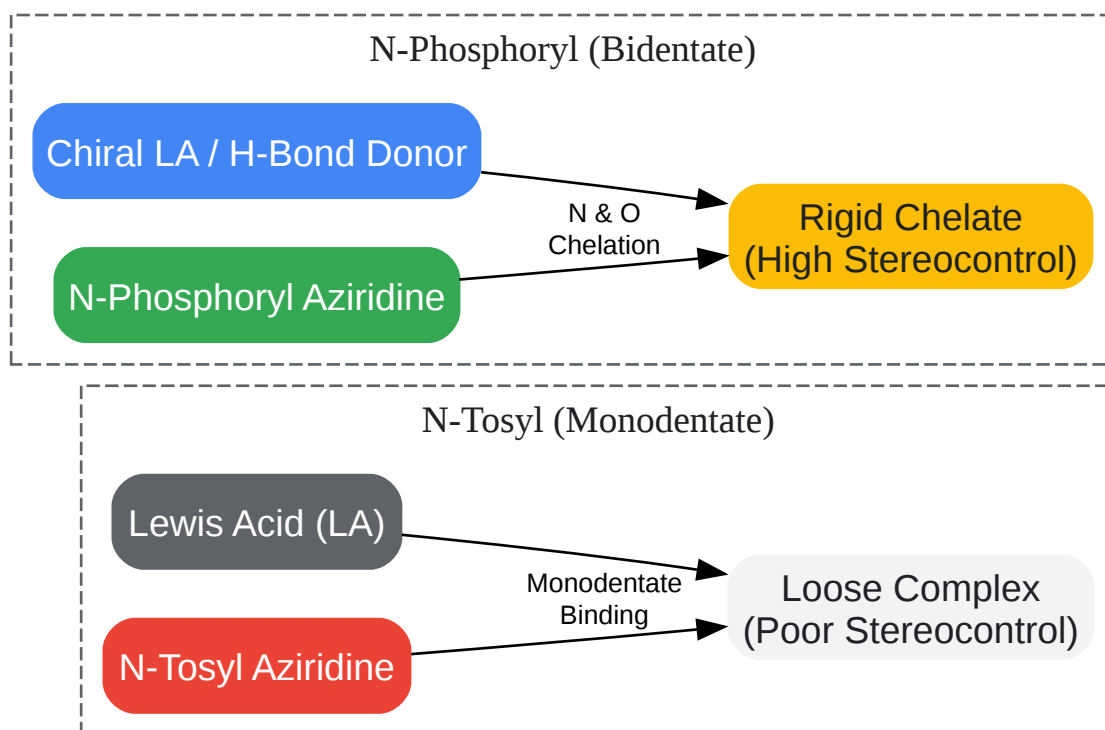 N-Phosphoryl (Bidentate)
Chiral LA / H-Bond Donor
N & O
Chelation
N-Phosphoryl Aziridine
Rigid Chelate
(High Stereocontrol)
N-Tosyl (Monodentate)
Lewis Acid (LA)
Monodentate
Binding
N-Tosyl Aziridine
Loose Complex
(Poor Stereocontrol)